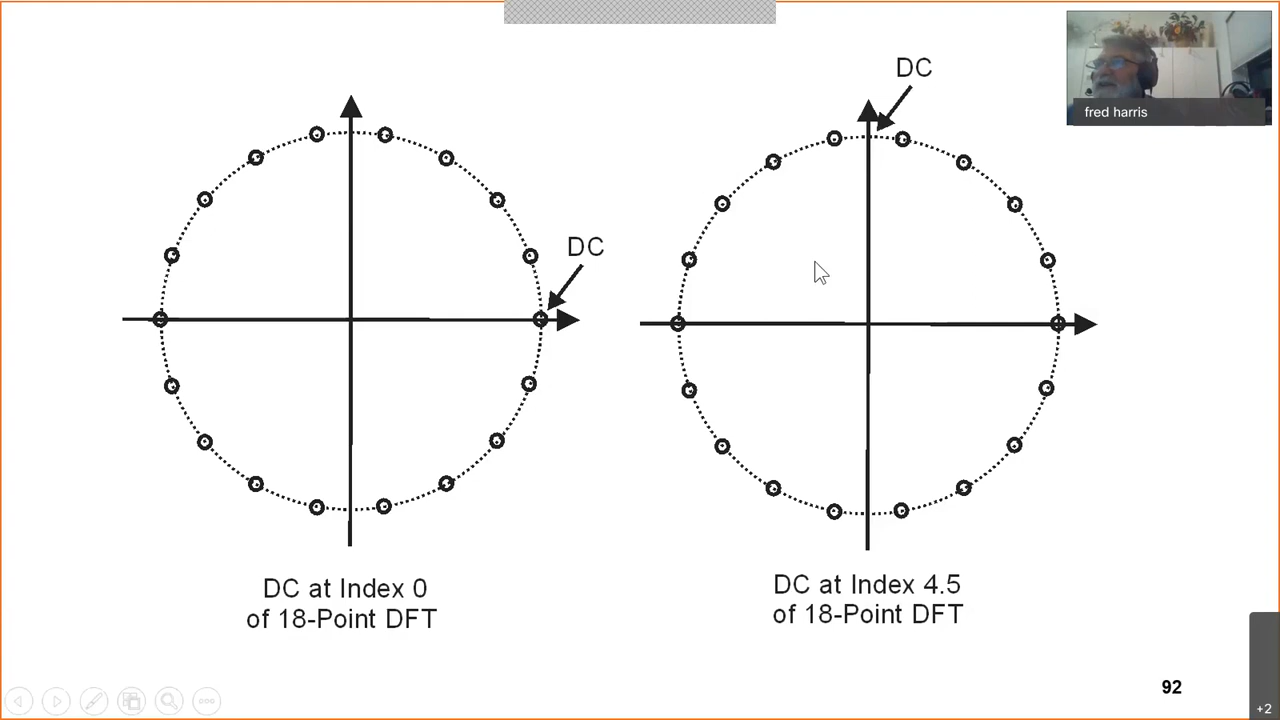 fred harris
DC
DC
DC at Index 0
of 18-Point DFT
DC at Index 4.5
of 18-Point DFT
92
+2